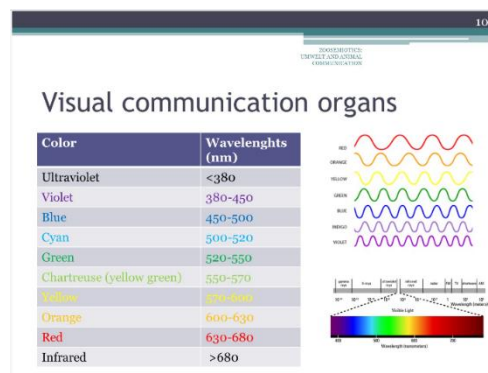 10
ZOOSEMIOTICS:
UMWELT AND ANIMAL
COMMUNICATION
Visual communication organs
Color Wavelenghts (nm)
Ultraviolet <380
Violet 380-450
Blue 450-500
Cyan 500-520
Green 520-550
Chartreuse (yellow green) 550-570
Yellow 570-600
Orange 600-630
Red 630-680
Infrared >680
RED
ORANGE
YELLOW
GREEN
BLUE
INDIGO
VIOLET
Visible Light
Wavelength (nanometers)